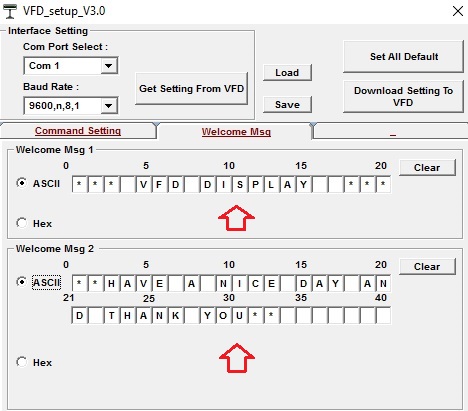 VFD_setup_V3.0
Interface Setting
Com Port Select :
Com 1
Baud Rate :
9600,n,8,1
Get Setting From VFD
Load
Save
Set All Default
Download Setting To
VFD
Command Setting
Welcome Msg
Welcome Msg 1
0 5 10 15 20
ASCII
* * * V F D D I S P L A Y * * *
Clear
Hex
Welcome Msg 2
0 5 10 15 20
ASCII
* * H A V E A N I C E D A Y A N
Clear
21 25 30 35 40
D T H A N K Y O U * *
Hex